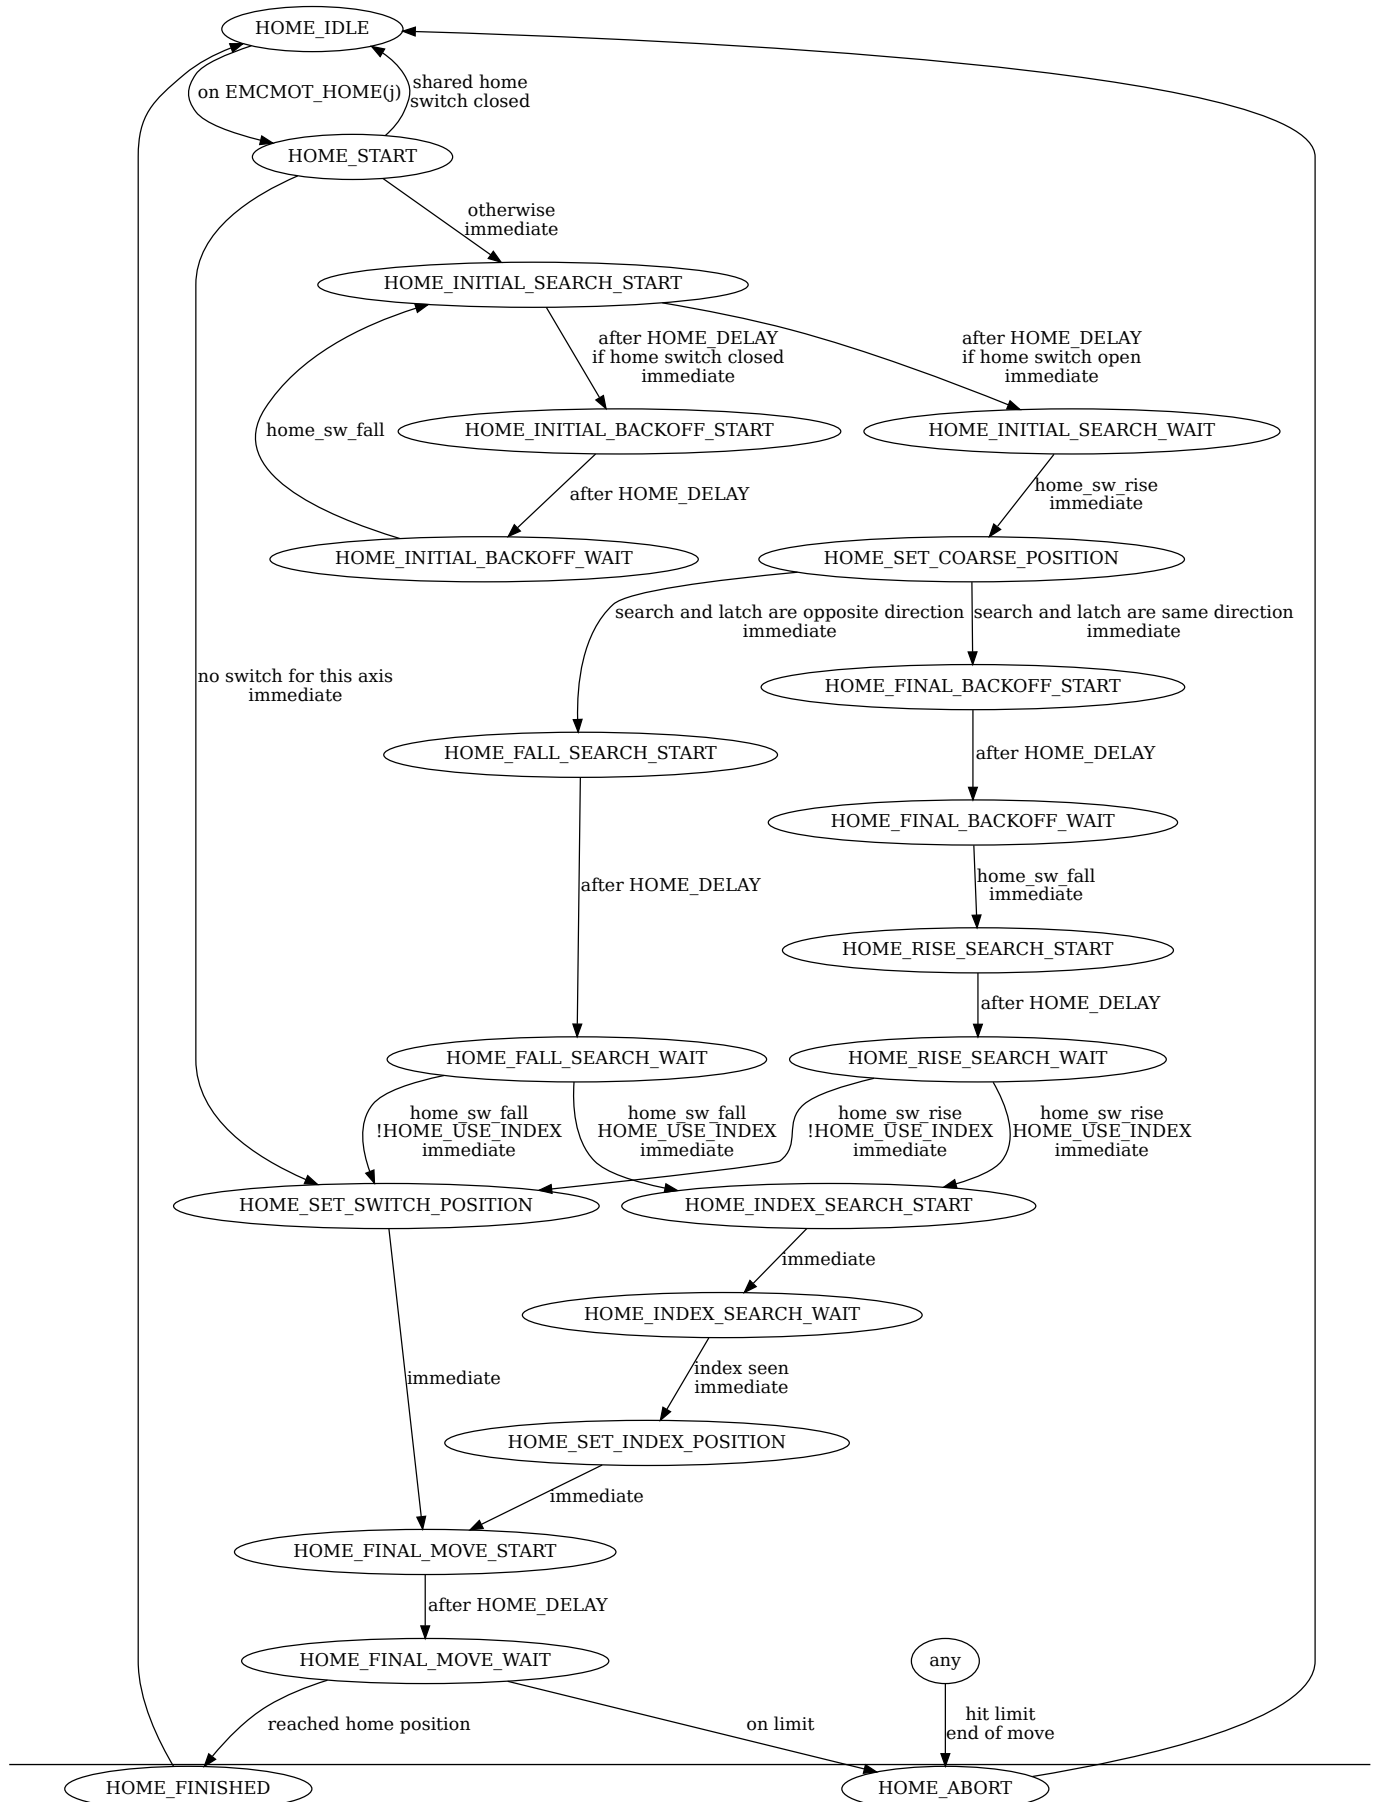 HOME_IDLE
on EMCMOT_HOME(j)
shared home
switch closed
HOME_START
otherwise
immediate
HOME_INITIAL_SEARCH_START
after HOME_DELAY
if home switch closed
immediate
after HOME_DELAY
if home switch open
immediate
home_sw_fall
HOME_INITIAL_BACKOFF_START
HOME_INITIAL_SEARCH_WAIT
after HOME_DELAY
home_sw_rise
immediate
HOME_INITIAL_BACKOFF_WAIT
HOME_SET_COARSE_POSITION
search and latch are opposite direction
immediate
search and latch are same direction
immediate
no switch for this axis
immediate
HOME_FINAL_BACKOFF_START
HOME_FALL_SEARCH_START
after HOME_DELAY
HOME_FINAL_BACKOFF_WAIT
after HOME_DELAY
home_sw_fall
immediate
HOME_RISE_SEARCH_START
after HOME_DELAY
HOME_FALL_SEARCH_WAIT
HOME_RISE_SEARCH_WAIT
home_sw_fall
!HOME_USE_INDEX
immediate
home_sw_fall
HOME_USE_INDEX
immediate
home_sw_rise
!HOME_USE_INDEX
immediate
home_sw_rise
HOME_USE_INDEX
immediate
HOME_SET_SWITCH_POSITION
HOME_INDEX_SEARCH_START
immediate
HOME_INDEX_SEARCH_WAIT
immediate
index seen
immediate
HOME_SET_INDEX_POSITION
immediate
HOME_FINAL_MOVE_START
after HOME_DELAY
HOME_FINAL_MOVE_WAIT
any
reached home position
on limit
hit limit
end of move
HOME_FINISHED
HOME_ABORT